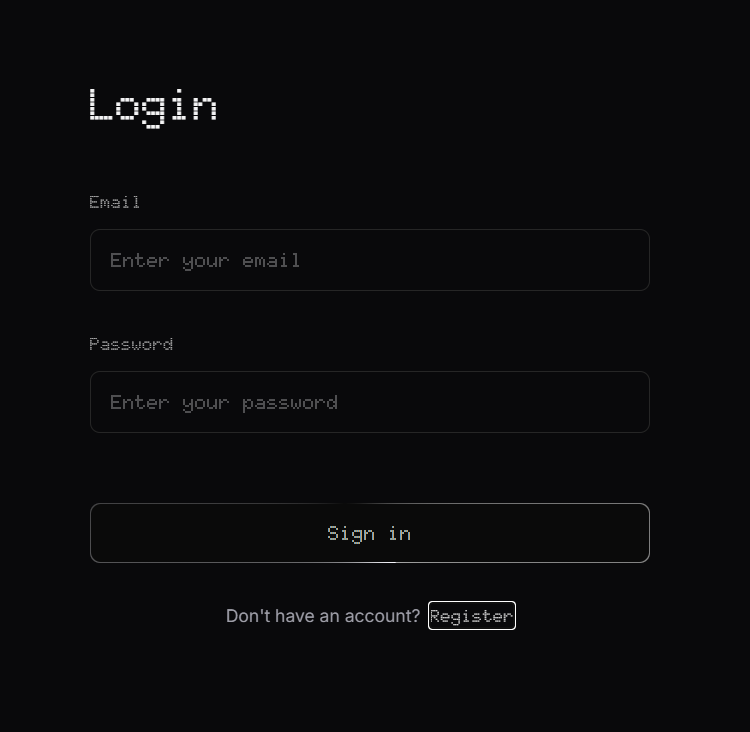 Login
Email
Enter your email
Password
Enter your password
Sign in
Don't have an account? Register